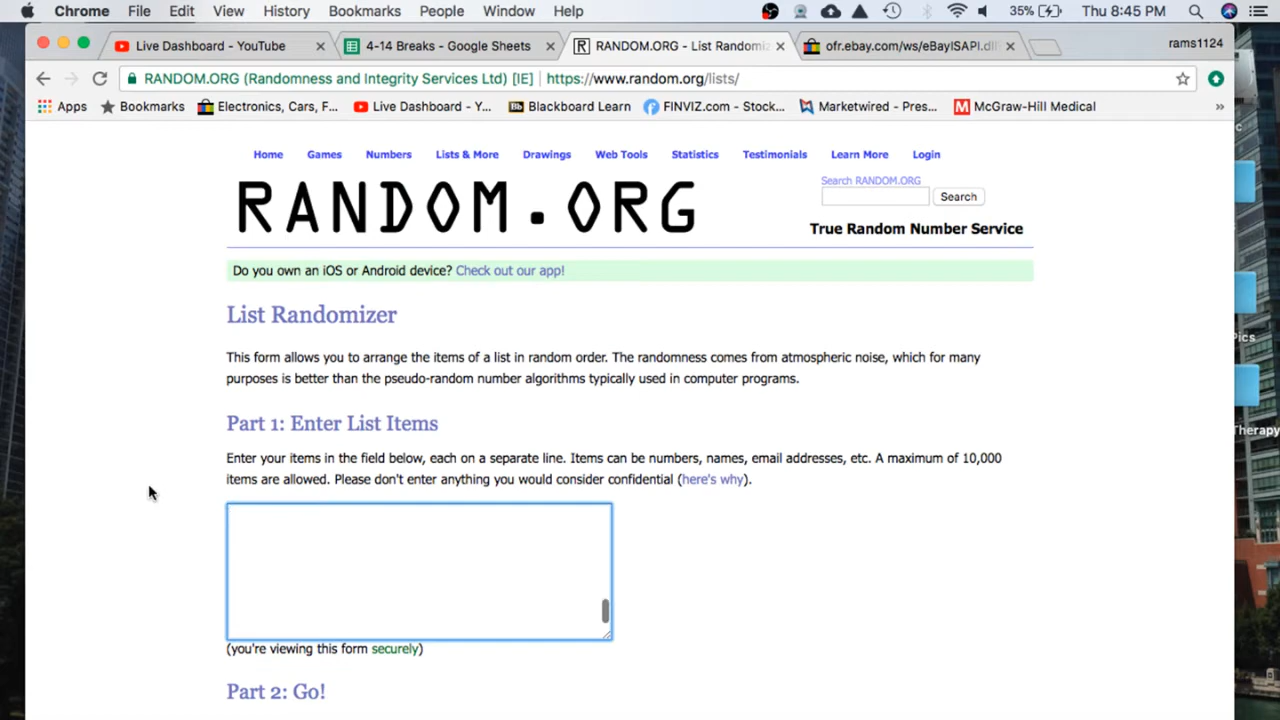 Chrome File Edit View History Bookmarks People Window Help 35% Thu 8:45 PM
Live Dashboard - YouTube 4-14 Breaks - Google Sheets RANDOM.ORG - List Randomiz ofr.ebay.com/ws/eBayISAPI.dll rams1124
RANDOM.ORG (Randomness and Integrity Services Ltd) [IE] https://www.random.org/lists/
Apps Bookmarks Electronics, Cars, F... Live Dashboard - Y... Blackboard Learn FINVIZ.com - Stock... Marketwired - Pres... McGraw-Hill Medical »
Home Games Numbers Lists & More Drawings Web Tools Statistics Testimonials Learn More Login
Search RANDOM.ORG
RANDOM.ORG Search
True Random Number Service
Do you own an iOS or Android device? Check out our app!
List Randomizer
This form allows you to arrange the items of a list in random order. The randomness comes from atmospheric noise, which for many
purposes is better than the pseudo-random number algorithms typically used in computer programs.
Part 1: Enter List Items
Enter your items in the field below, each on a separate line. Items can be numbers, names, email addresses, etc. A maximum of 10,000
items are allowed. Please don't enter anything you would consider confidential (here's why).
(you're viewing this form securely)
Part 2: Go!
c
Pics
Therapy